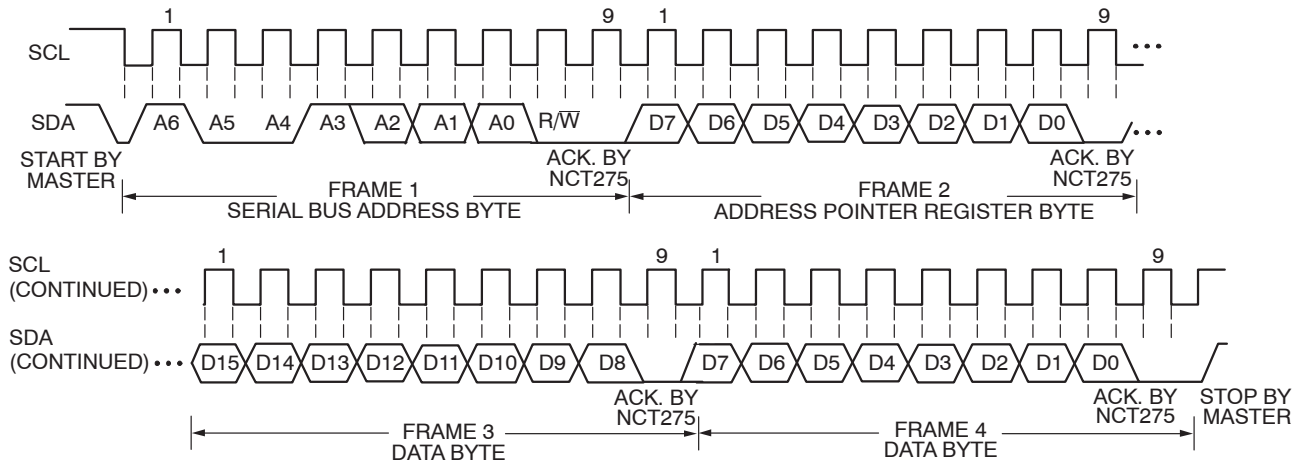 1 9 1 9
SCL
SDA A6 A5 A4 A3 A2 A1 A0 R/W̅ D7 D6 D5 D4 D3 D2 D1 D0
START BY MASTER
ACK. BY NCT275
ACK. BY NCT275
FRAME 1
SERIAL BUS ADDRESS BYTE
FRAME 2
ADDRESS POINTER REGISTER BYTE
1 9 1 9
SCL
(CONTINUED)
SDA
(CONTINUED) D15 D14 D13 D12 D11 D10 D9 D8 D7 D6 D5 D4 D3 D2 D1 D0
ACK. BY NCT275
ACK. BY NCT275
STOP BY MASTER
FRAME 3
DATA BYTE
FRAME 4
DATA BYTE